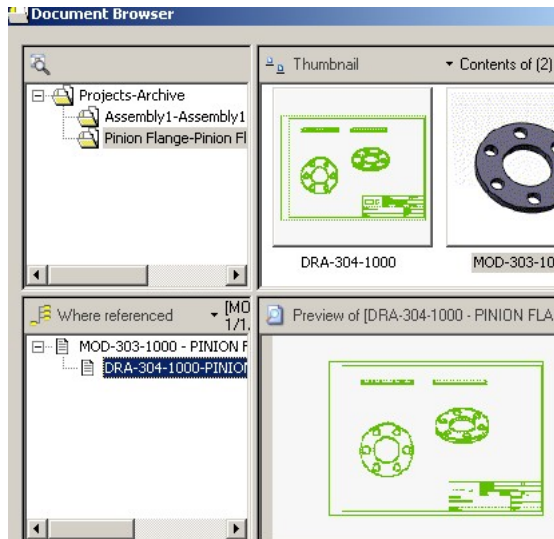 Document Browser
Thumbnail
Contents of (2)
Projects-Archive
Assembly1-Assembly1
Pinion Flange-Pinion Fl
DRA-304-1000
MOD-303-10
Where referenced
[MO
1/1.
Preview of [DRA-304-1000 - PINION FLA
MOD-303-1000 - PINION F
DRA-304-1000-PINIO